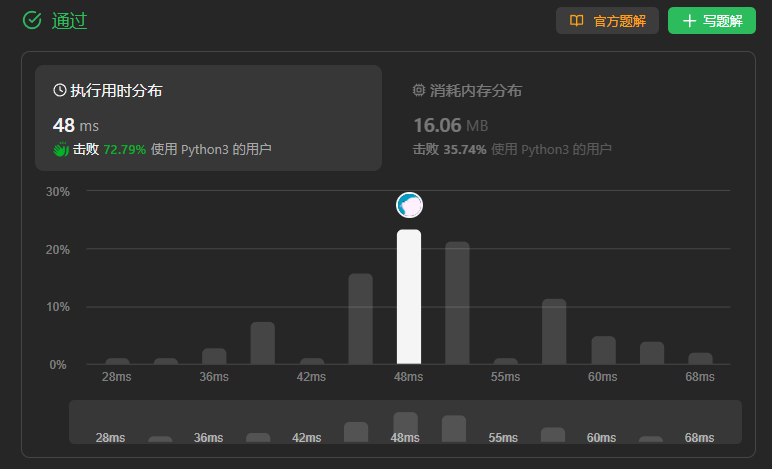 通过
官方题解
写题解
执行用时分布
48 ms
击败 72.79% 使用 Python3 的用户
消耗内存分布
16.06 MB
击败 35.74% 使用 Python3 的用户
30%
20%
10%
0%
28ms 36ms 42ms 48ms 55ms 60ms 68ms
28ms 36ms 42ms 48ms 55ms 60ms 68ms